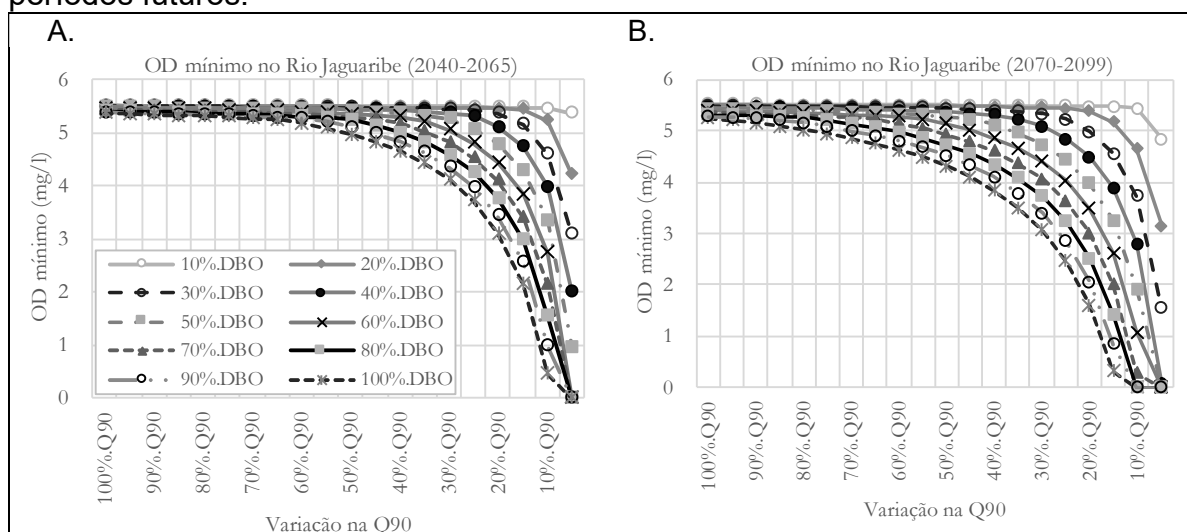 períodos futuros.
A.
OD mínimo no Rio Jaguaribe (2040-2065)
OD mínimo (mg/l)
6
5
4
3
2
1
0
10%.DBO
20%.DBO
30%.DBO
40%.DBO
50%.DBO
60%.DBO
70%.DBO
80%.DBO
90%.DBO
100%.DBO
100%.Q90
90%.Q90
80%.Q90
70%.Q90
60%.Q90
50%.Q90
40%.Q90
30%.Q90
20%.Q90
10%.Q90
Variação na Q90
B.
OD mínimo no Rio Jaguaribe (2070-2099)
OD mínimo (mg/l)
6
5
4
3
2
1
0
100%.Q90
90%.Q90
80%.Q90
70%.Q90
60%.Q90
50%.Q90
40%.Q90
30%.Q90
20%.Q90
10%.Q90
Variação na Q90